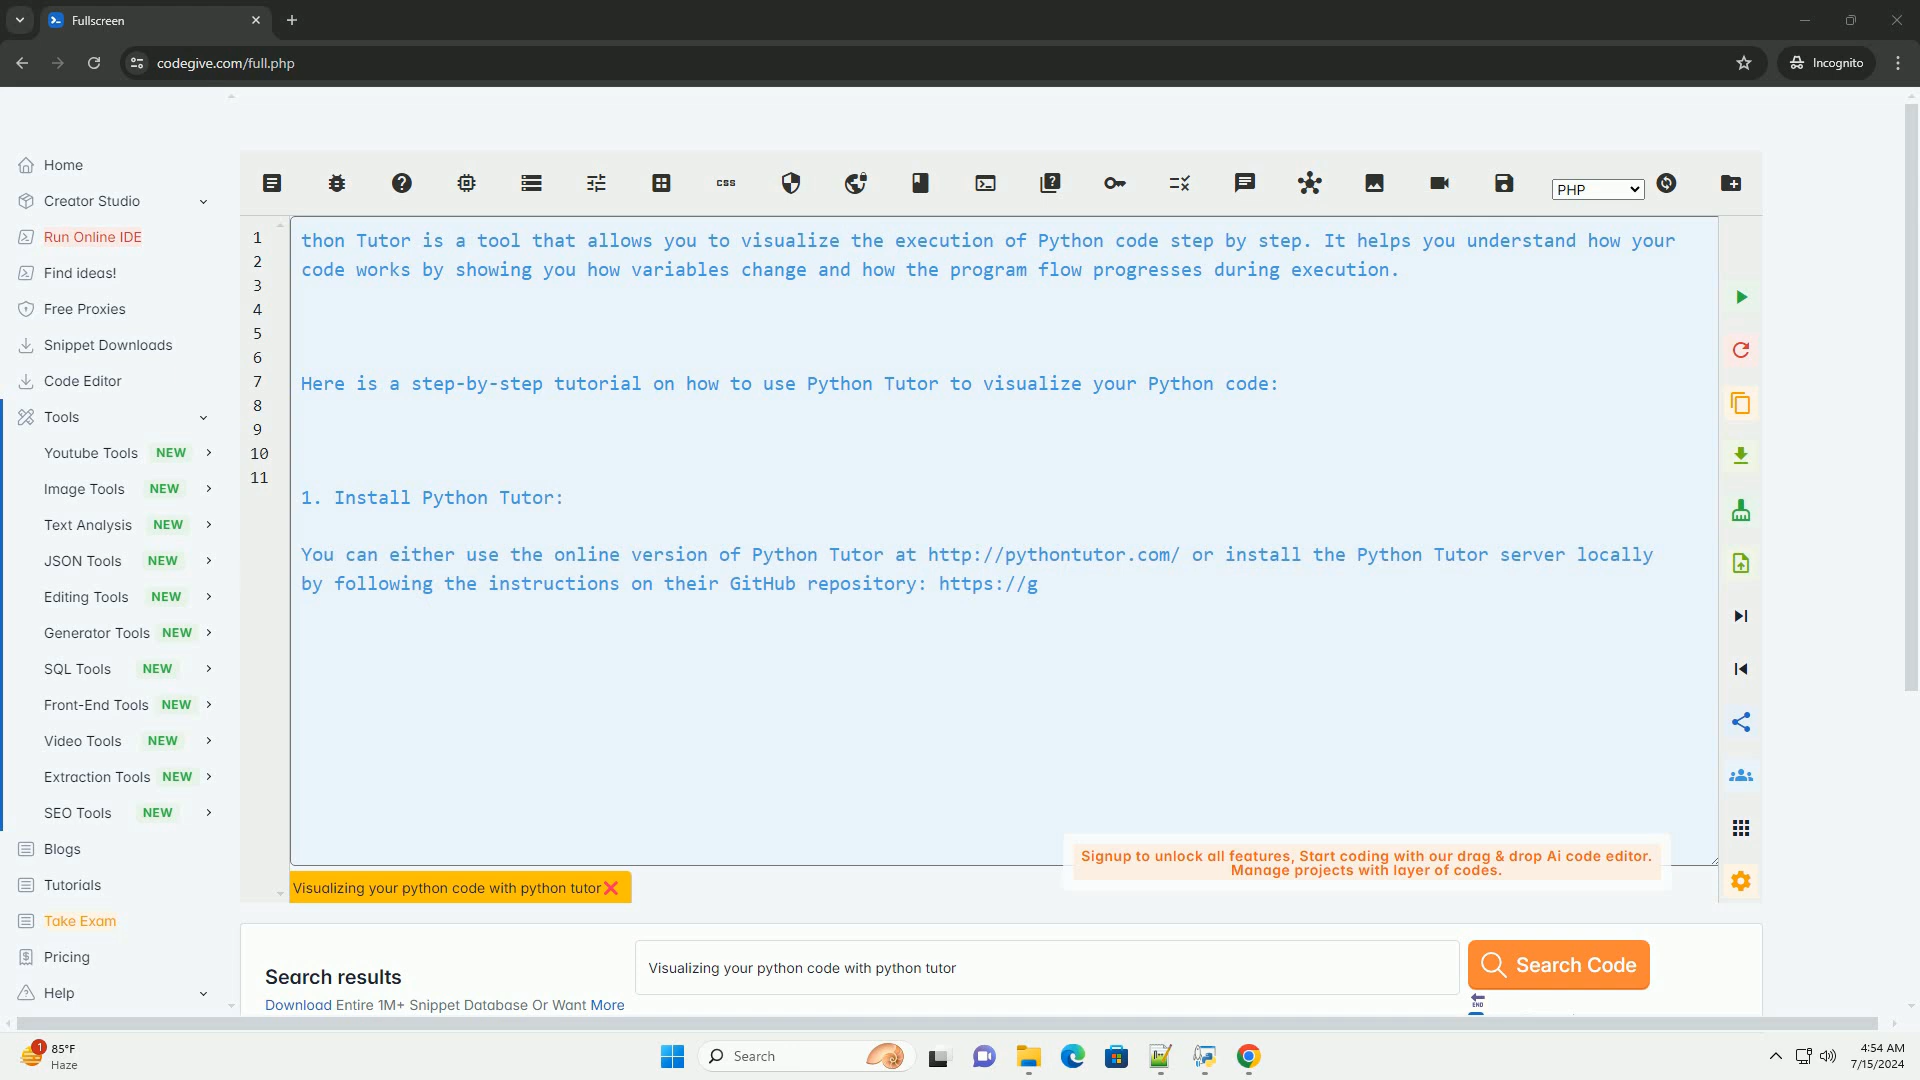 Fullscreen
codegive.com/full.php
Incognito
Home
Creator Studio
Run Online IDE
Find ideas!
Free Proxies
Snippet Downloads
Code Editor
Tools
Youtube Tools NEW
Image Tools NEW
Text Analysis NEW
JSON Tools NEW
Editing Tools NEW
Generator Tools NEW
SQL Tools NEW
Front-End Tools NEW
Video Tools NEW
Extraction Tools NEW
SEO Tools NEW
Blogs
Tutorials
Take Exam
Pricing
Help
css
PHP
1
2
3
4
5
6
7
8
9
10
11
thon Tutor is a tool that allows you to visualize the execution of Python code step by step. It helps you understand how your
code works by showing you how variables change and how the program flow progresses during execution.
Here is a step-by-step tutorial on how to use Python Tutor to visualize your Python code:
1. Install Python Tutor:
You can either use the online version of Python Tutor at http://pythontutor.com/ or install the Python Tutor server locally
by following the instructions on their GitHub repository: https://g
Signup to unlock all features, Start coding with our drag & drop Ai code editor.
Manage projects with layer of codes.
Visualizing your python code with python tutor
Search results
Download Entire 1M+ Snippet Database Or Want More
Visualizing your python code with python tutor
Search Code
END
1
85°F
Haze
Search
4:54 AM
7/15/2024